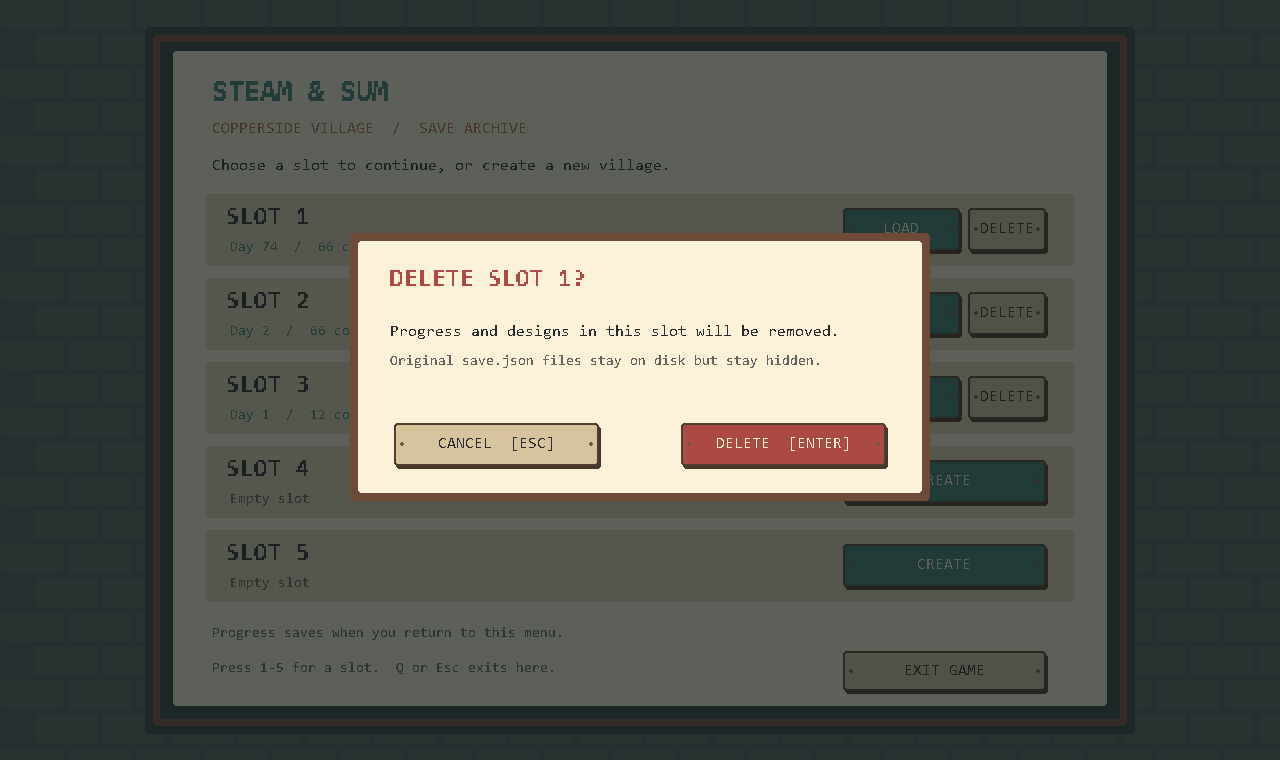 STEAM & SUM
COPPERSIDE VILLAGE / SAVE ARCHIVE
Choose a slot to continue, or create a new village.
SLOT 1
Day 74 / 66 c
LOAD
DELETE
DELETE SLOT 1?
Progress and designs in this slot will be removed.
Original save.json files stay on disk but stay hidden.
CANCEL [ESC]
DELETE [ENTER]
SLOT 2
Day 2 / 66 co
DELETE
SLOT 3
Day 1 / 12 co
DELETE
SLOT 4
Empty slot
REATE
SLOT 5
Empty slot
CREATE
Progress saves when you return to this menu.
Press 1-5 for a slot. Q or Esc exits here.
EXIT GAME